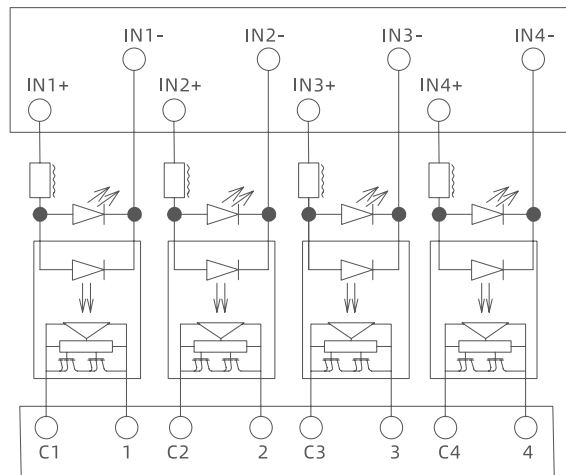 IN1- IN2- IN3- IN4-
IN1+ IN2+ IN3+ IN4+
C1 1 C2 2 C3 3 C4 4